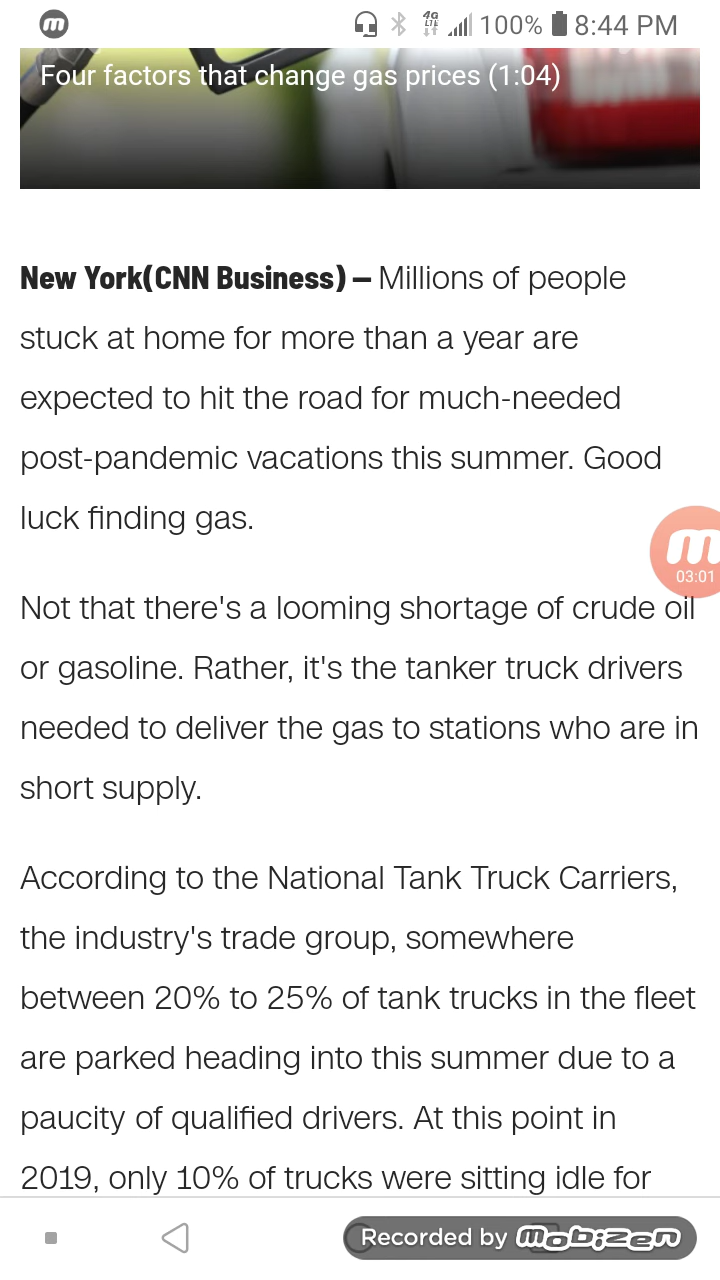 m 4G LTE 100% 8:44 PM
Four factors that change gas prices (1:04)
New York(CNN Business) – Millions of people
stuck at home for more than a year are
expected to hit the road for much-needed
post-pandemic vacations this summer. Good
luck finding gas.
m
03:01
Not that there's a looming shortage of crude oil
or gasoline. Rather, it's the tanker truck drivers
needed to deliver the gas to stations who are in
short supply.
According to the National Tank Truck Carriers,
the industry's trade group, somewhere
between 20% to 25% of tank trucks in the fleet
are parked heading into this summer due to a
paucity of qualified drivers. At this point in
2019, only 10% of trucks were sitting idle for
Recorded by mobizen